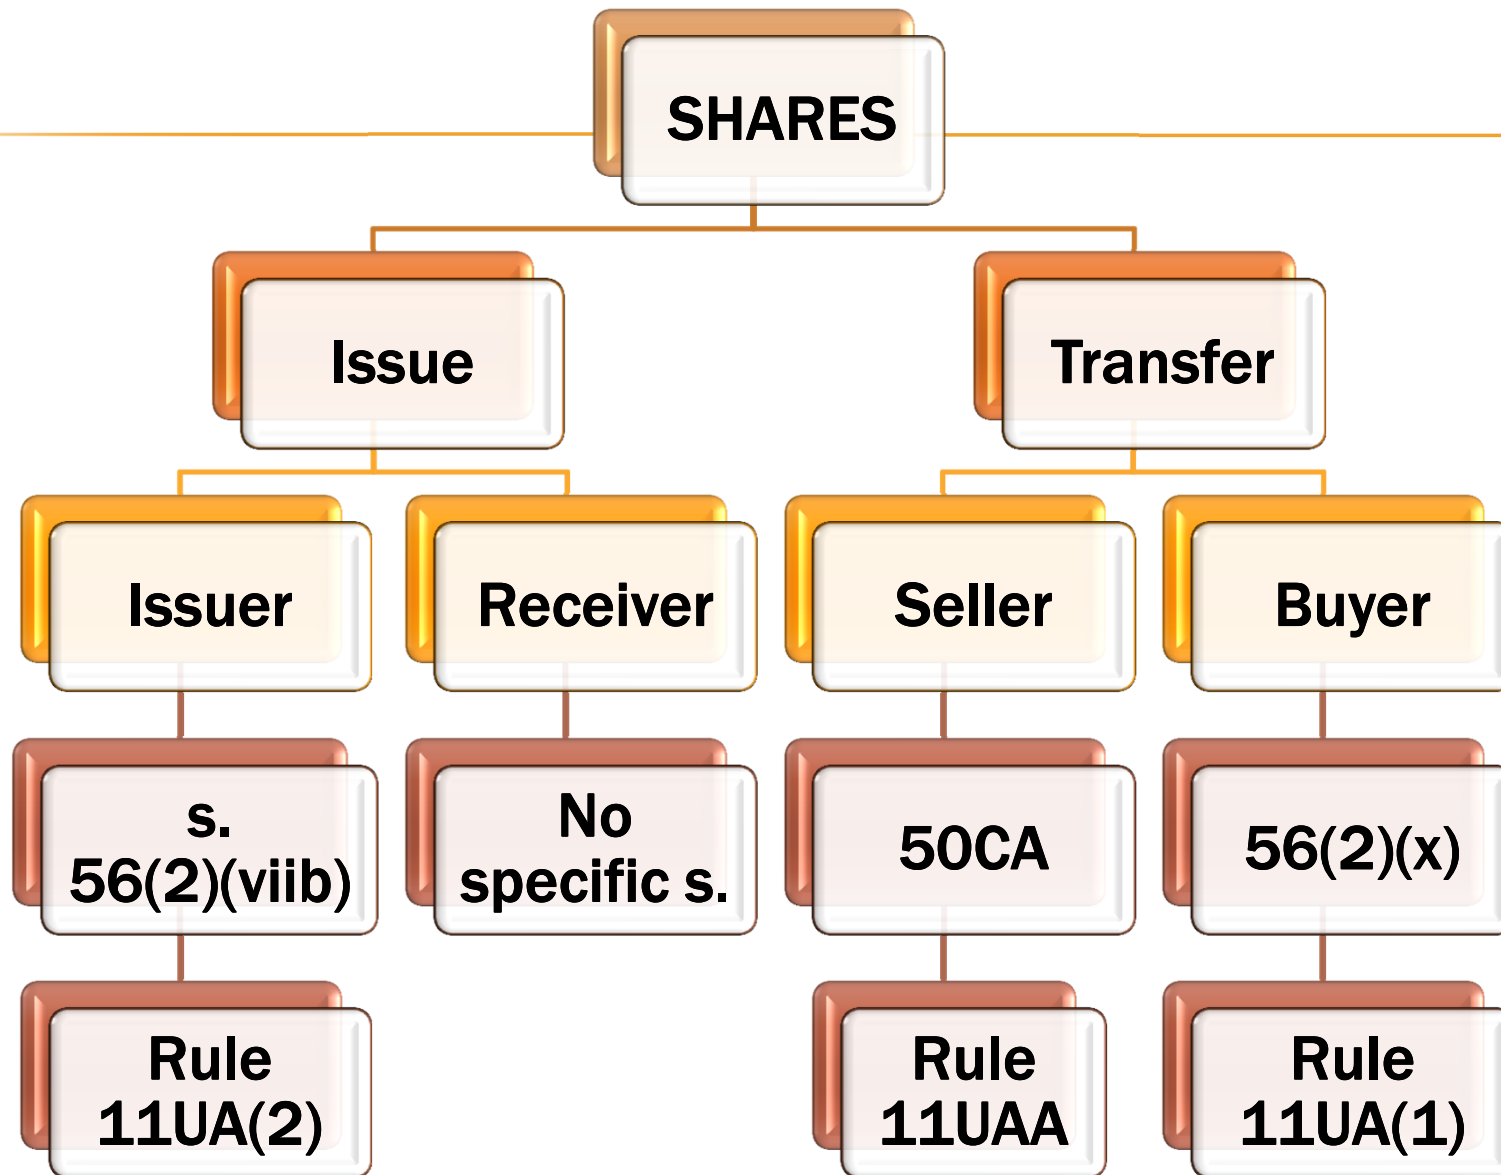 SHARES
Issue
Transfer
Issuer
Receiver
Seller
Buyer
s.
56(2)(viib)
No
specific s.
50CA
56(2)(x)
Rule
11UA(2)
Rule
11UAA
Rule
11UA(1)